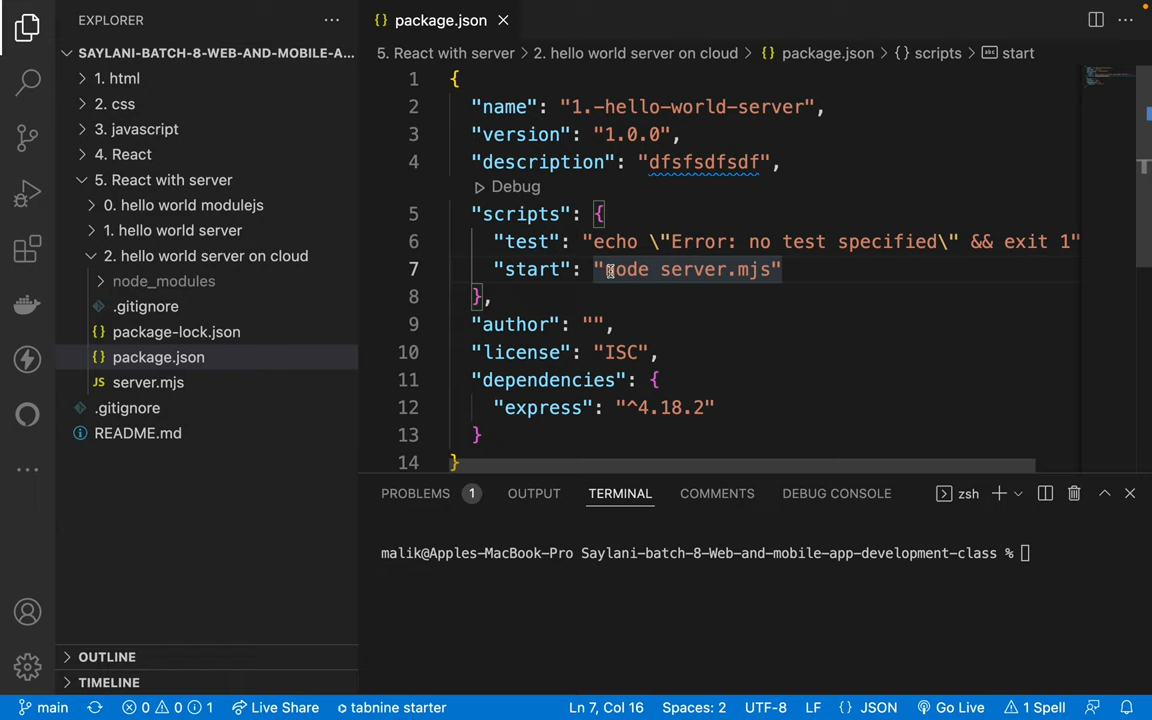 EXPLORER
SAYLANI-BATCH-8-WEB-AND-MOBILE-A...
1. html
2. css
3. javascript
4. React
5. React with server
0. hello world modulejs
1. hello world server
2. hello world server on cloud
node_modules
.gitignore
package-lock.json
package.json
JS server.mjs
.gitignore
README.md
OUTLINE
TIMELINE
{} package.json
5. React with server > 2. hello world server on cloud > {} package.json > {} scripts > abc start
1 {
2 "name": "1.-hello-world-server",
3 "version": "1.0.0",
4 "description": "dfsfsdfsdf",
Debug
5 "scripts": {
6 "test": "echo \"Error: no test specified\" && exit 1"
7 "start": "node server.mjs"
8 },
9 "author": "",
10 "license": "ISC",
11 "dependencies": {
12 "express": "^4.18.2"
13 }
14 }
PROBLEMS 1 OUTPUT TERMINAL COMMENTS DEBUG CONSOLE zsh
malik@Apples-MacBook-Pro Saylani-batch-8-Web-and-mobile-app-development-class %
main 0 0 1 Live Share tabnine starter Ln 7, Col 16 Spaces: 2 UTF-8 LF {} JSON Go Live 1 Spell